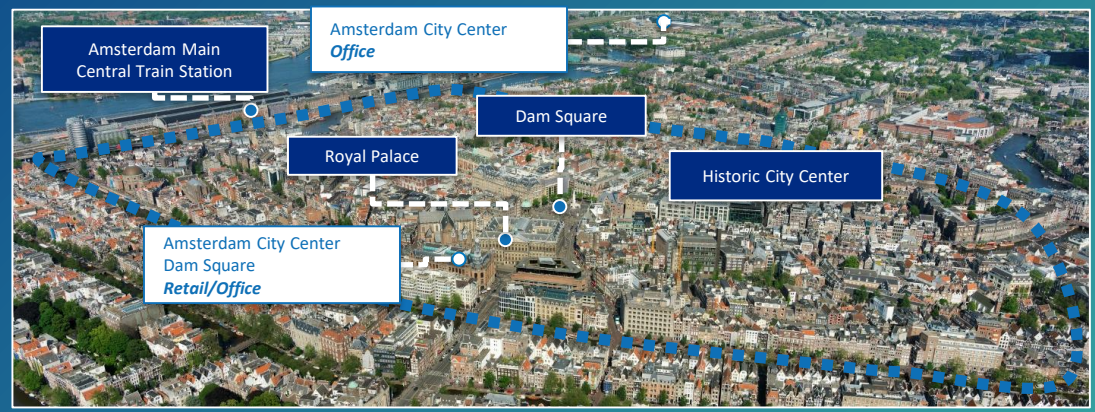 Amsterdam City Center
Office
Amsterdam Main
Central Train Station
Dam Square
Royal Palace
Historic City Center
Amsterdam City Center
Dam Square
Retail/Office